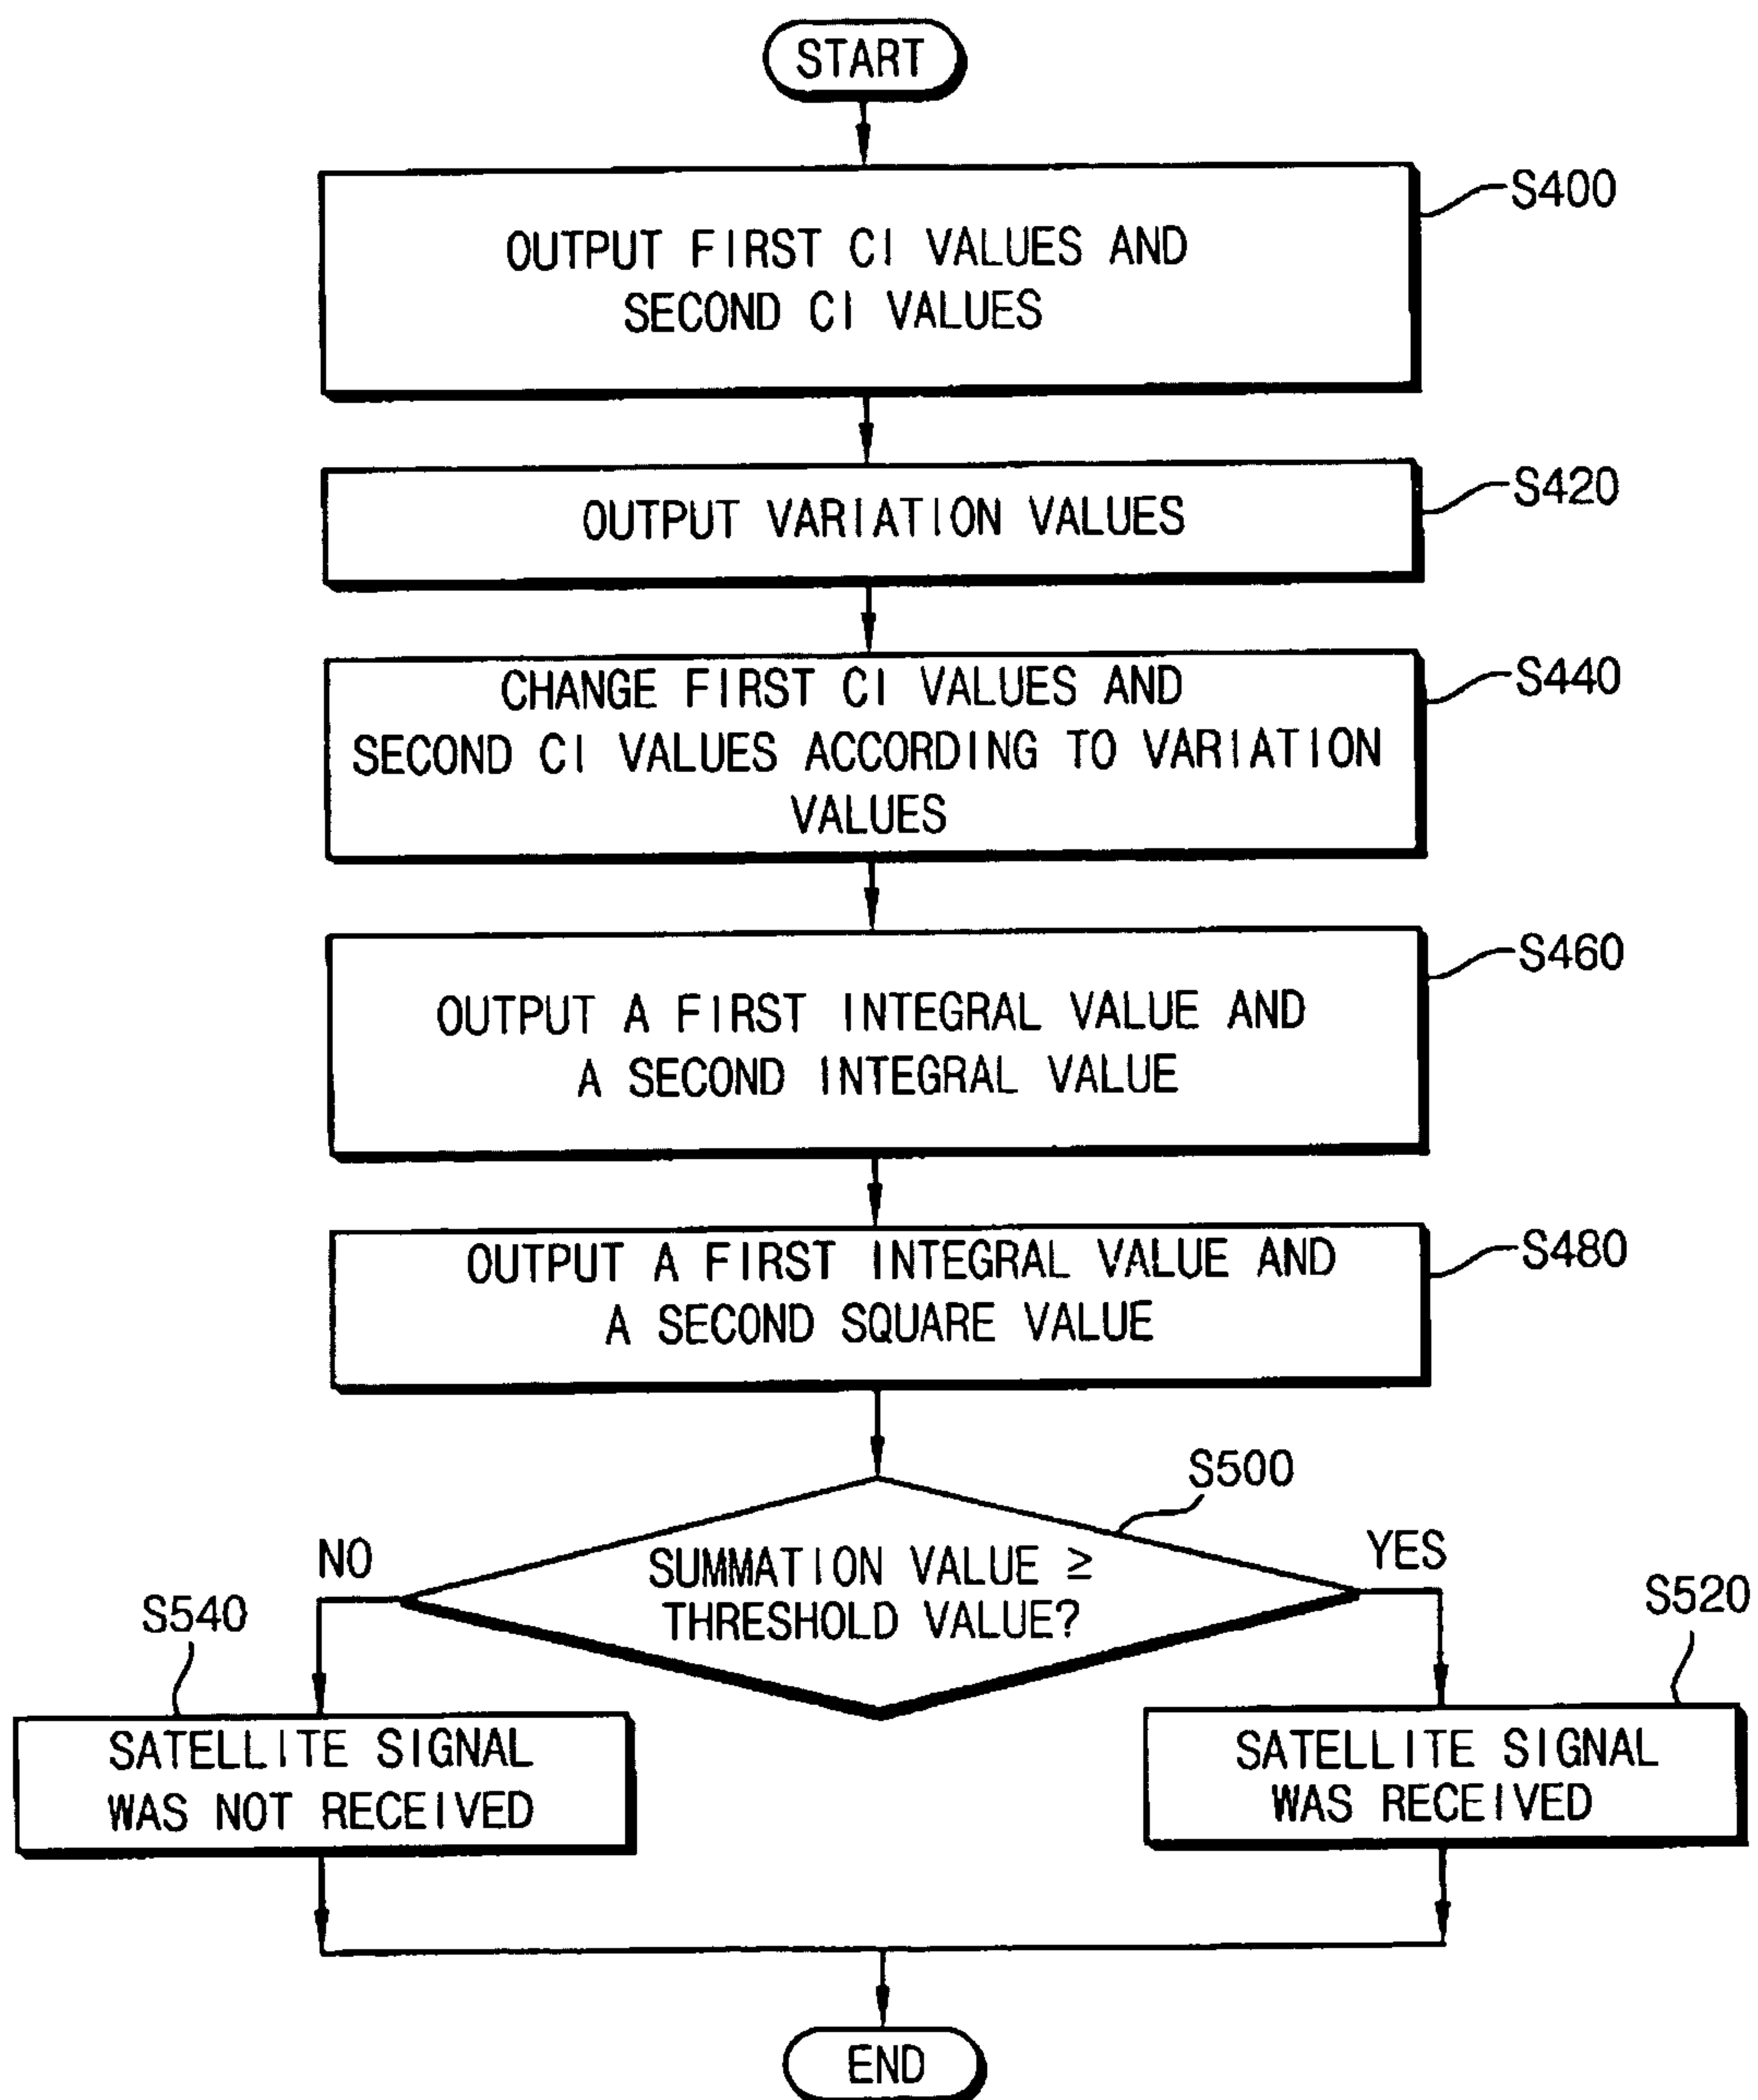 START
S400
OUTPUT FIRST CI VALUES AND
SECOND CI VALUES
S420
OUTPUT VARIATION VALUES
S440
CHANGE FIRST CI VALUES AND
SECOND CI VALUES ACCORDING TO VARIATION
VALUES
S460
OUTPUT A FIRST INTEGRAL VALUE AND
A SECOND INTEGRAL VALUE
S480
OUTPUT A FIRST INTEGRAL VALUE AND
A SECOND SQUARE VALUE
S500
SUMMATION VALUE ≥
THRESHOLD VALUE?
NO
YES
S540
SATELLITE SIGNAL
WAS NOT RECEIVED
S520
SATELLITE SIGNAL
WAS RECEIVED
END